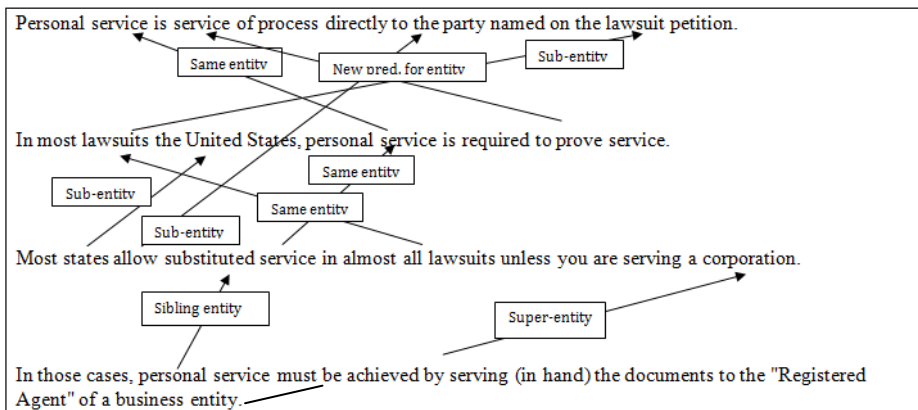 Personal service is service of process directly to the party named on the lawsuit petition.
Same entity
New pred. for entity
Sub-entity
In most lawsuits the United States, personal service is required to prove service.
Same entity
Sub-entity
Same entity
Sub-entity
Most states allow substituted service in almost all lawsuits unless you are serving a corporation.
Sibling entity
Super-entity
In those cases, personal service must be achieved by serving (in hand) the documents to the "Registered
Agent" of a business entity.